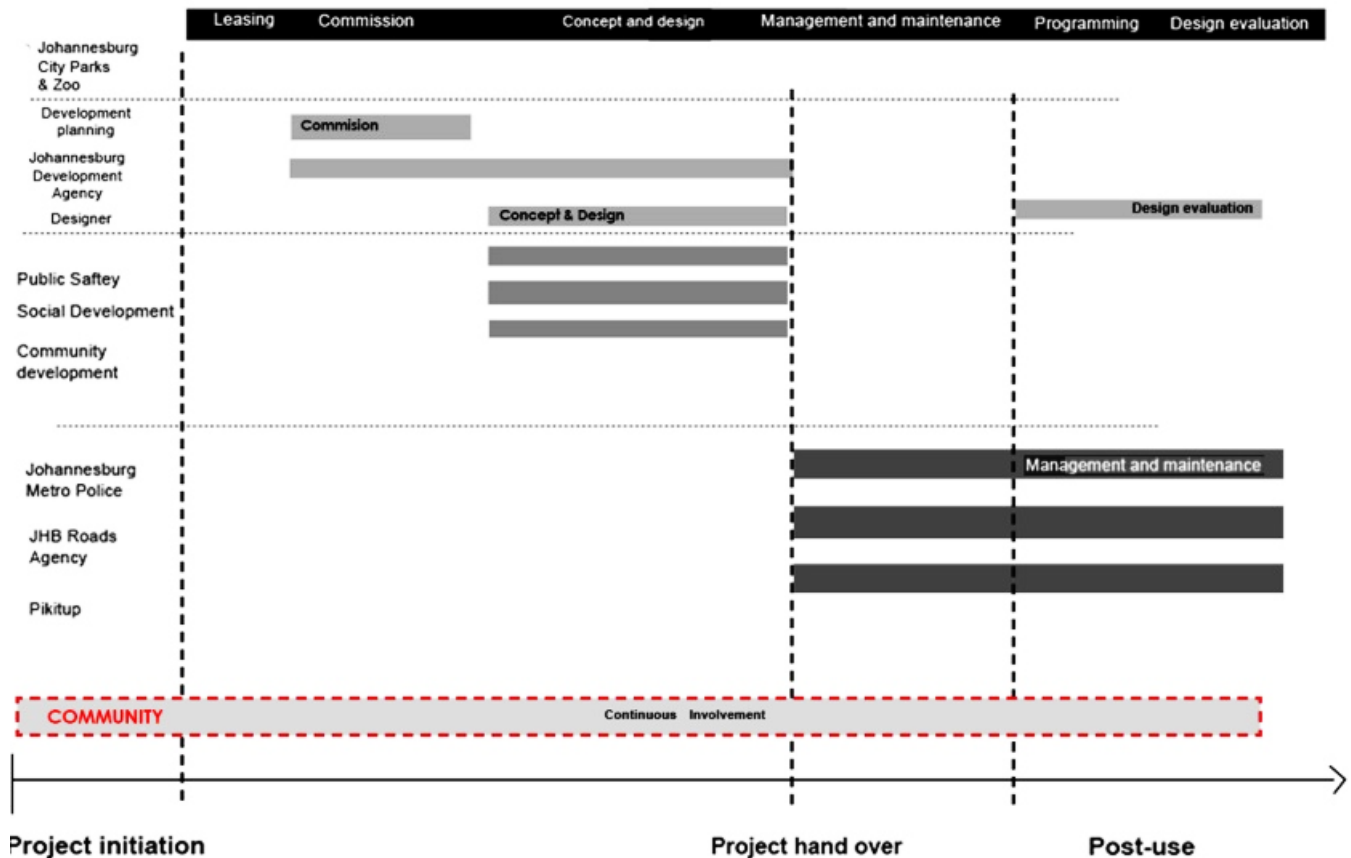 Leasing Commission Concept and design Management and maintenance Programming Design evaluation
Johannesburg
City Parks
& Zoo
Development
planning
Commision
Johannesburg
Development
Agency
Designer
Concept & Design
Design evaluation
Public Saftey
Social Development
Community
development
Johannesburg
Metro Police
Management and maintenance
JHB Roads
Agency
Pikitup
COMMUNITY
Continuous Involvement
Project initiation
Project hand over
Post-use